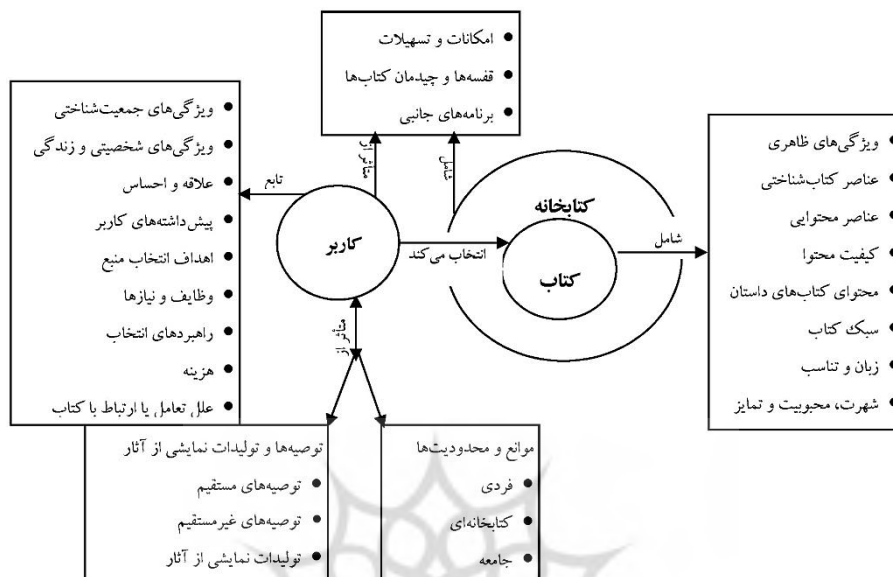 امکانات و تسهیلات
قفسه‌ها و چیدمان کتاب‌ها
برنامه‌های جانبی
ویژگی‌های جمعیت‌شناختی
ویژگی‌های شخصیتی و زندگی
علاقه و احساس
پیش‌داشته‌های کاربر
اهداف انتخاب منبع
وظایف و نیازها
راهبردهای انتخاب
هزینه
علل تعامل یا ارتباط با کتاب
تابع
متأثر از
شامل
کاربر
انتخاب می‌کند
کتابخانه
کتاب
شامل
ویژگی‌های ظاهری
عناصر کتاب‌شناختی
عناصر محتوایی
کیفیت محتوا
محتوای کتاب‌های داستان
سبک کتاب
زبان و تناسب
شهرت، محبوبیت و تمایز
متأثر از
موانع و محدودیت‌ها
فردی
کتابخانه‌ای
جامعه
توصیه‌ها و تولیدات نمایشی از آثار
توصیه‌های مستقیم
توصیه‌های غیرمستقیم
تولیدات نمایشی از آثار